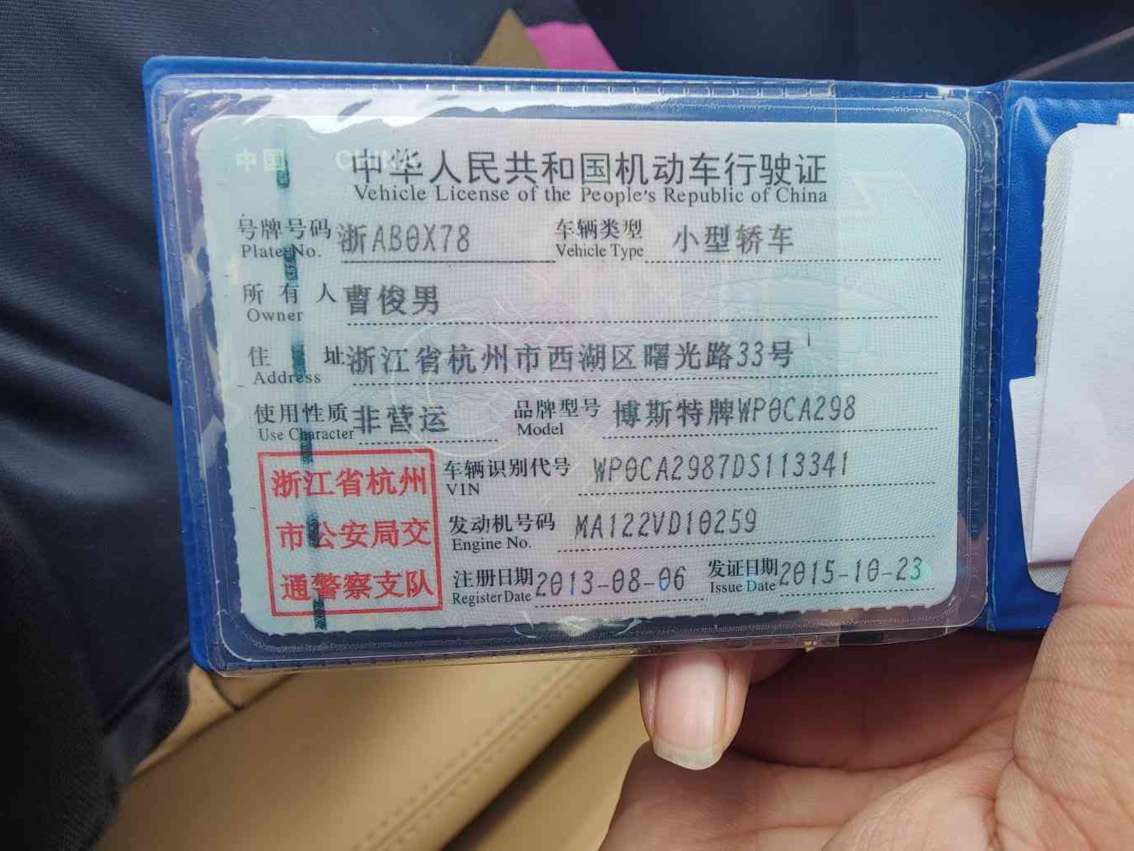 中国 CHINA
中华人民共和国机动车行驶证
Vehicle License of the People's Republic of China
号牌号码 浙AB0X78 车辆类型 小型轿车
Plate No. Vehicle Type
所有人 曹俊男
Owner
住址 浙江省杭州市西湖区曙光路33号
Address
使用性质 非营运 品牌型号 博斯特牌WP0CA298
Use Character Model
浙江省杭州
市公安局交
通警察支队
车辆识别代号 WP0CA2987DS113341
VIN
发动机号码 MA122VD10259
Engine No.
注册日期 2013-08-06 发证日期 2015-10-23
Register Date Issue Date